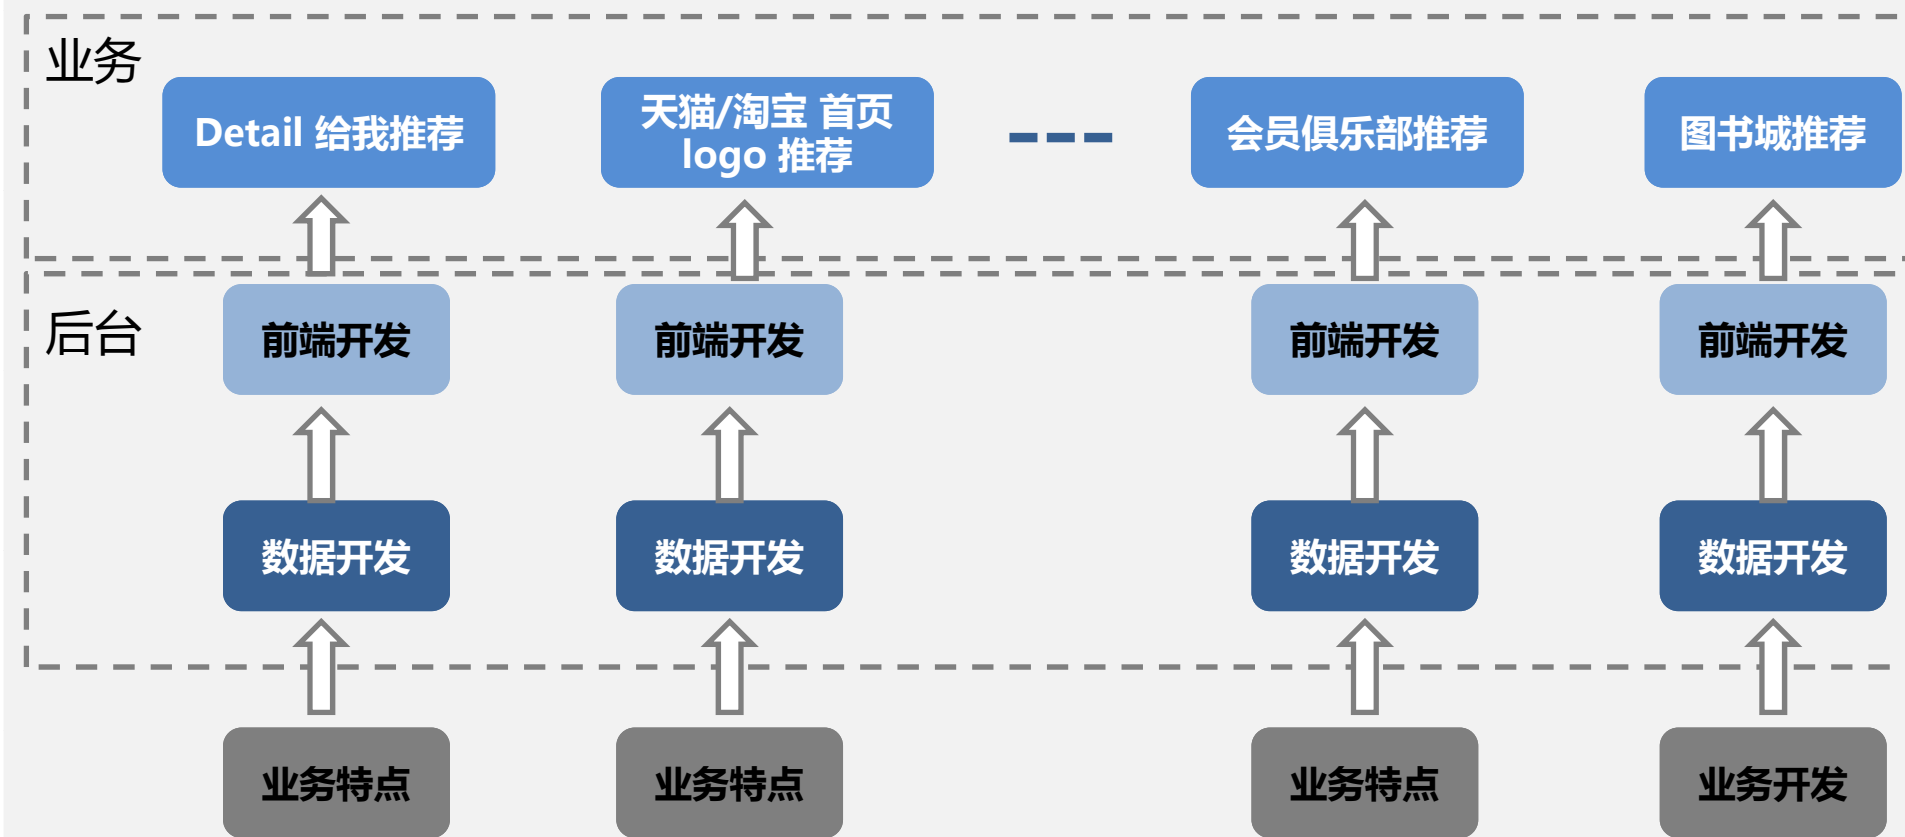 业务
Detail 给我推荐
天猫/淘宝 首页
logo 推荐
会员俱乐部推荐
图书城推荐
后台
前端开发
前端开发
前端开发
前端开发
数据开发
数据开发
数据开发
数据开发
业务特点
业务特点
业务特点
业务开发